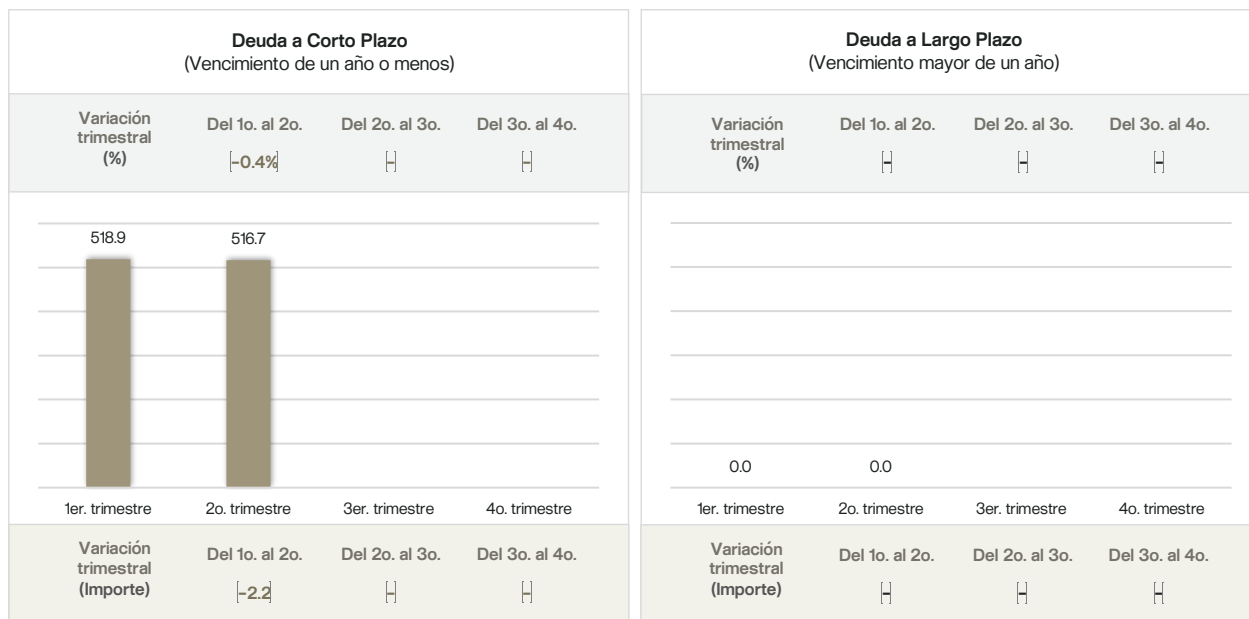 Deuda a Corto Plazo
(Vencimiento de un año o menos)
Variación
trimestral
(%)
Del 1o. al 2o.
-0.4%
Del 2o. al 3o.
-
Del 3o. al 4o.
-
518.9
516.7
1er. trimestre
2o. trimestre
3er. trimestre
4o. trimestre
Variación
trimestral
(Importe)
Del 1o. al 2o.
-2.2
Del 2o. al 3o.
-
Del 3o. al 4o.
-
Deuda a Largo Plazo
(Vencimiento mayor de un año)
Variación
trimestral
(%)
Del 1o. al 2o.
-
Del 2o. al 3o.
-
Del 3o. al 4o.
-
0.0
0.0
1er. trimestre
2o. trimestre
3er. trimestre
4o. trimestre
Variación
trimestral
(Importe)
Del 1o. al 2o.
-
Del 2o. al 3o.
-
Del 3o. al 4o.
-